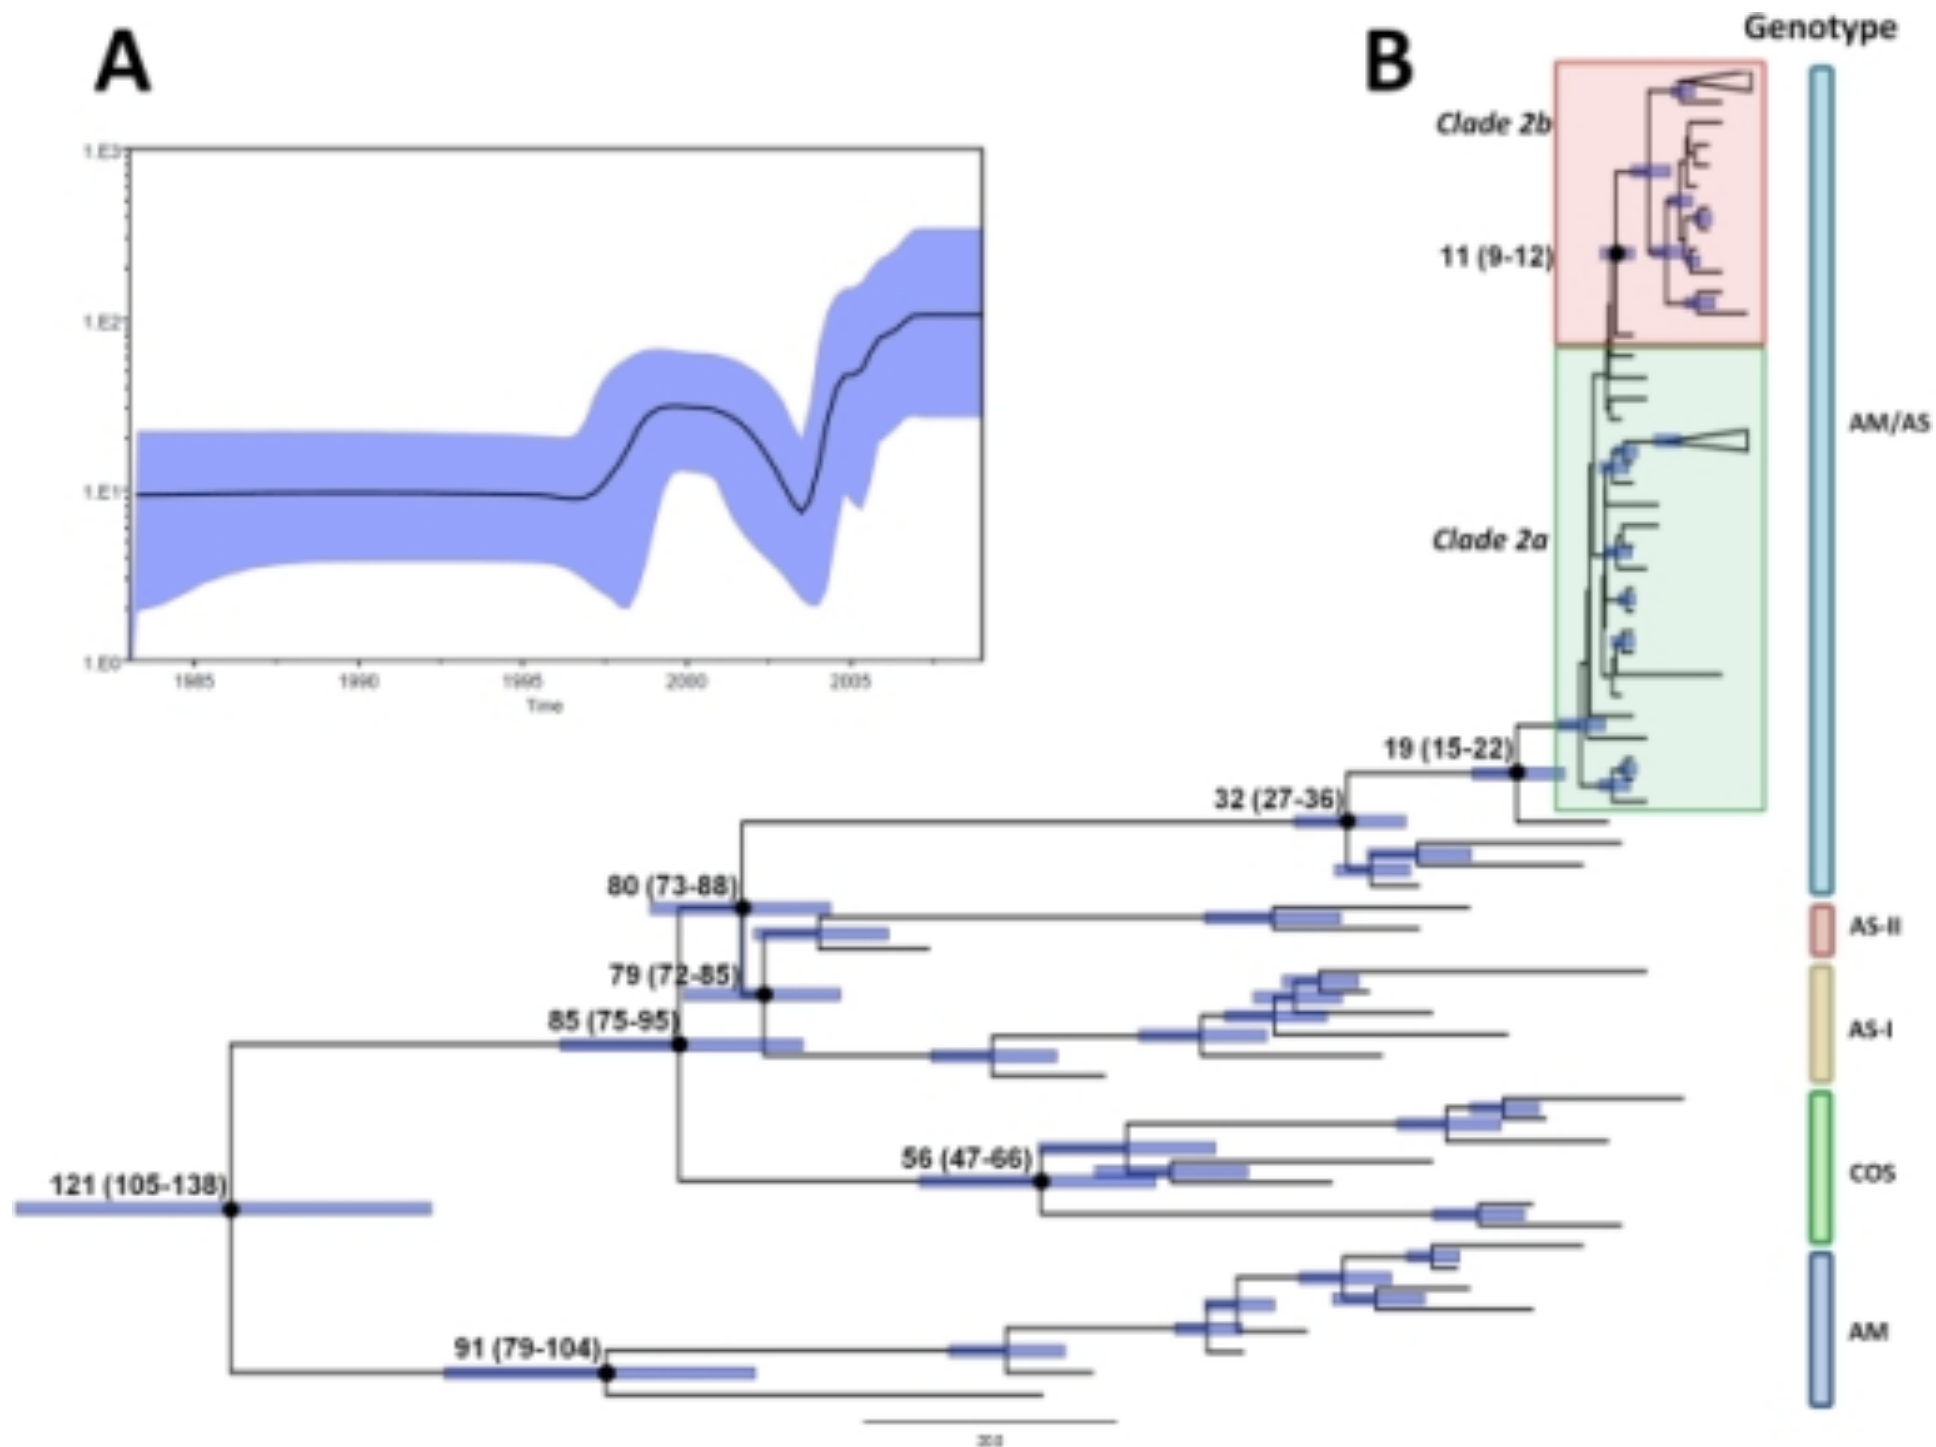 A
B
Genotype
Clade 2b
11 (9-12)
AM/AS
Clade 2a
1.E3
1.E2
1.E1
1.E0
1985
1990
1995
2000
2005
Time
19 (15-22)
32 (27-36)
80 (73-88)
AS-II
79 (72-85)
85 (75-95)
AS-I
56 (47-66)
COS
121 (105-138)
AM
91 (79-104)
20.0